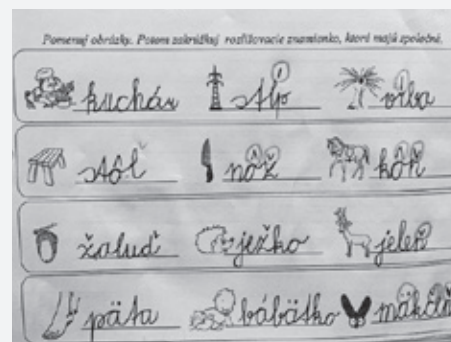 Pomenuj obrázky. Potom zakrúžkuj rozlišovacie znamienko, ktoré majú spoločné.
kuchár stĺp vŕba
stôl nôž kôň
žaluď ježko jeleň
päta bábätko